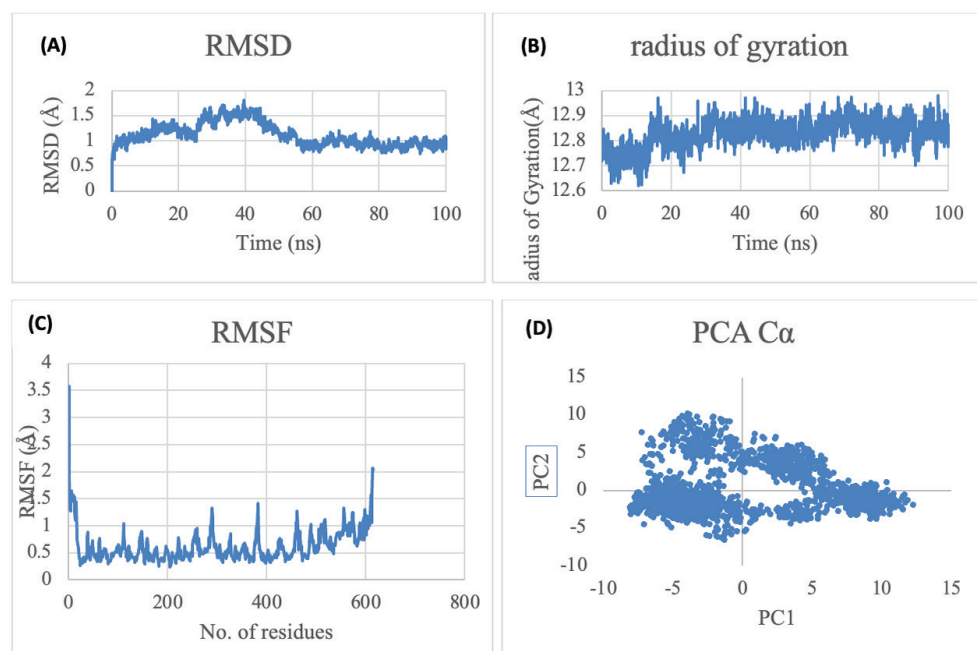 (A)
RMSD
RMSD (Å)
2
1.5
1
0.5
0
0 20 40 60 80 100
Time (ns)
(B)
radius of gyration
adius of Gyration(Å)
13
12.9
12.8
12.7
12.6
0 20 40 60 80 100
Time (ns)
(C)
RMSF
RMSF (Å)
4
3.5
3
2.5
2
1.5
1
0.5
0
0 200 400 600 800
No. of residues
(D)
PCA Cα
PC2
15
10
5
0
-5
-10
-10 -5 0 5 10 15
PC1